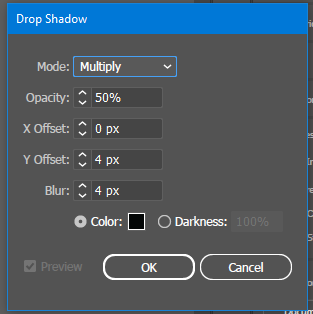 Drop Shadow
Mode: Multiply
Opacity: 50%
X Offset: 0 px
Y Offset: 4 px
Blur: 4 px
Color: Darkness: 100%
Preview OK Cancel